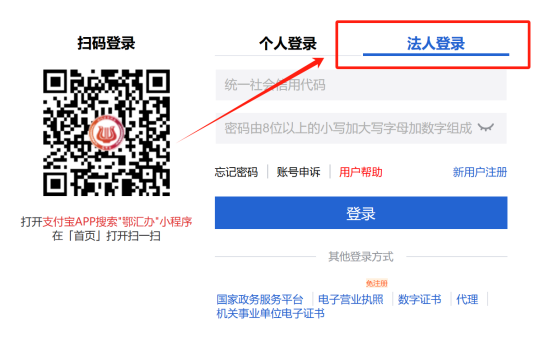 扫码登录
打开支付宝APP搜索"鄂汇办"小程序
在「首页」打开扫一扫
个人登录 法人登录
统一社会信用代码
密码由8位以上的小写加大写字母加数字组成
忘记密码 账号申诉 用户帮助 新用户注册
登录
其他登录方式
免注册
国家政务服务平台 电子营业执照 数字证书 代理
机关事业单位电子证书